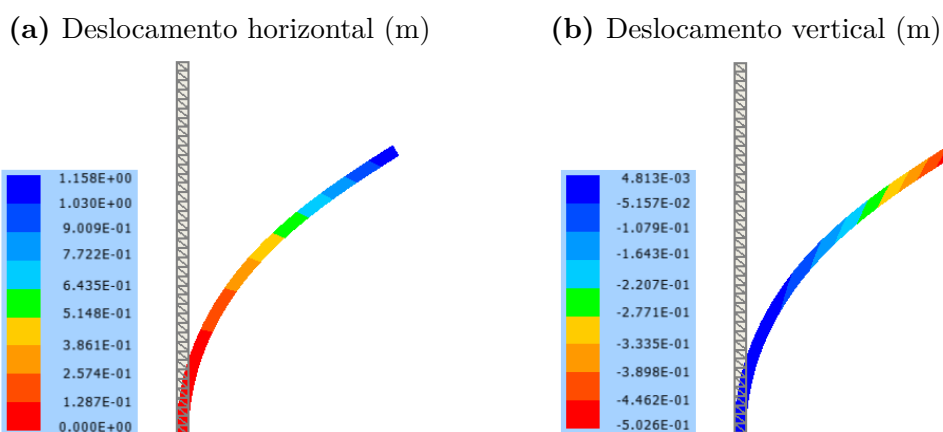 (a) Deslocamento horizontal (m)
1.158E+00
1.030E+00
9.009E-01
7.722E-01
6.435E-01
5.148E-01
3.861E-01
2.574E-01
1.287E-01
0.000E+00
(b) Deslocamento vertical (m)
4.813E-03
-5.157E-02
-1.079E-01
-1.643E-01
-2.207E-01
-2.771E-01
-3.335E-01
-3.898E-01
-4.462E-01
-5.026E-01